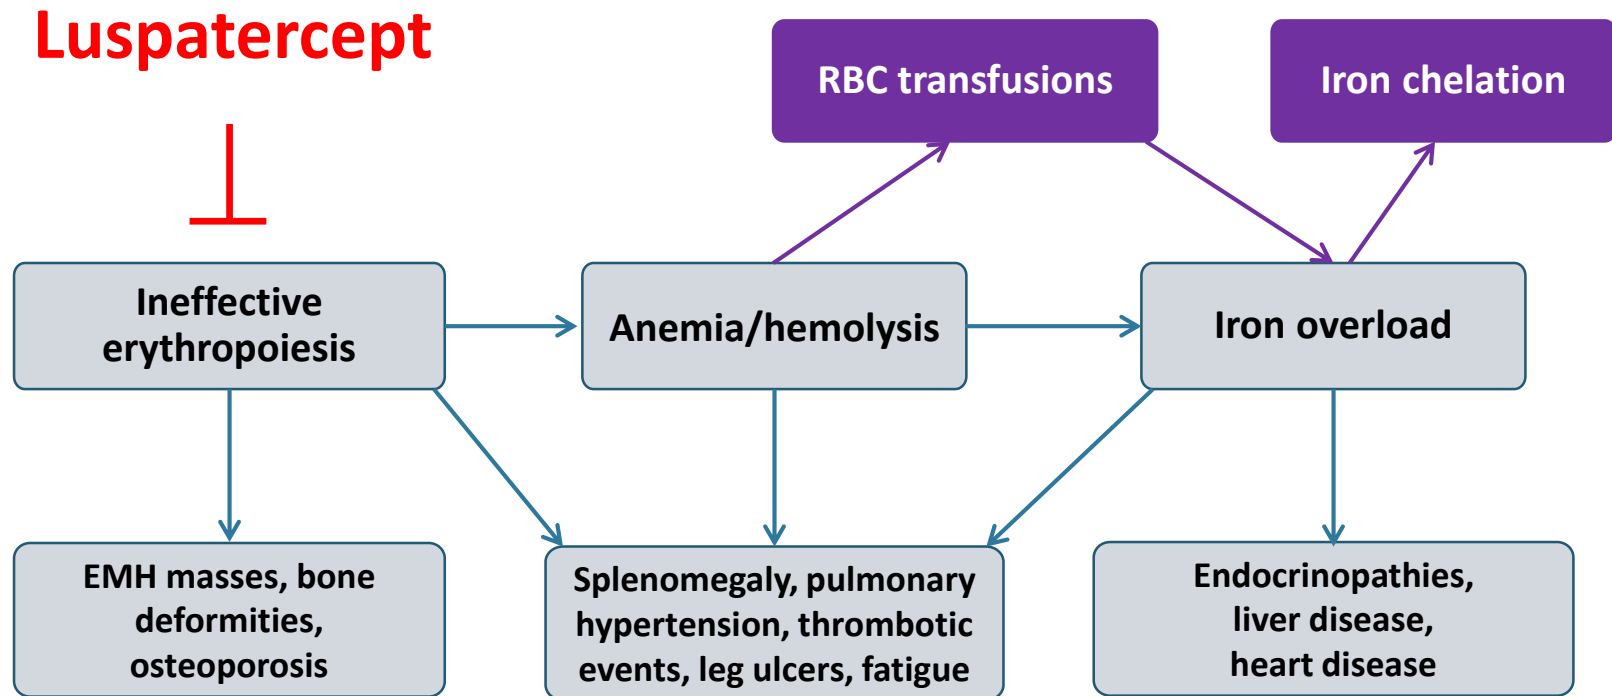 Luspatercept
RBC transfusions
Iron chelation
Ineffective
erythropoiesis
Anemia/hemolysis
Iron overload
EMH masses, bone
deformities,
osteoporosis
Splenomegaly, pulmonary
hypertension, thrombotic
events, leg ulcers, fatigue
Endocrinopathies,
liver disease,
heart disease